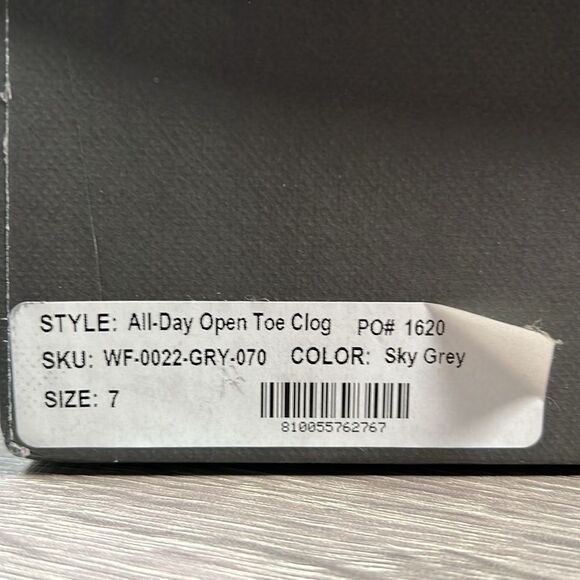 STYLE: All-Day Open Toe Clog PO# 1620
SKU: WF-0022-GRY-070 COLOR: Sky Grey
SIZE: 7
810055762767